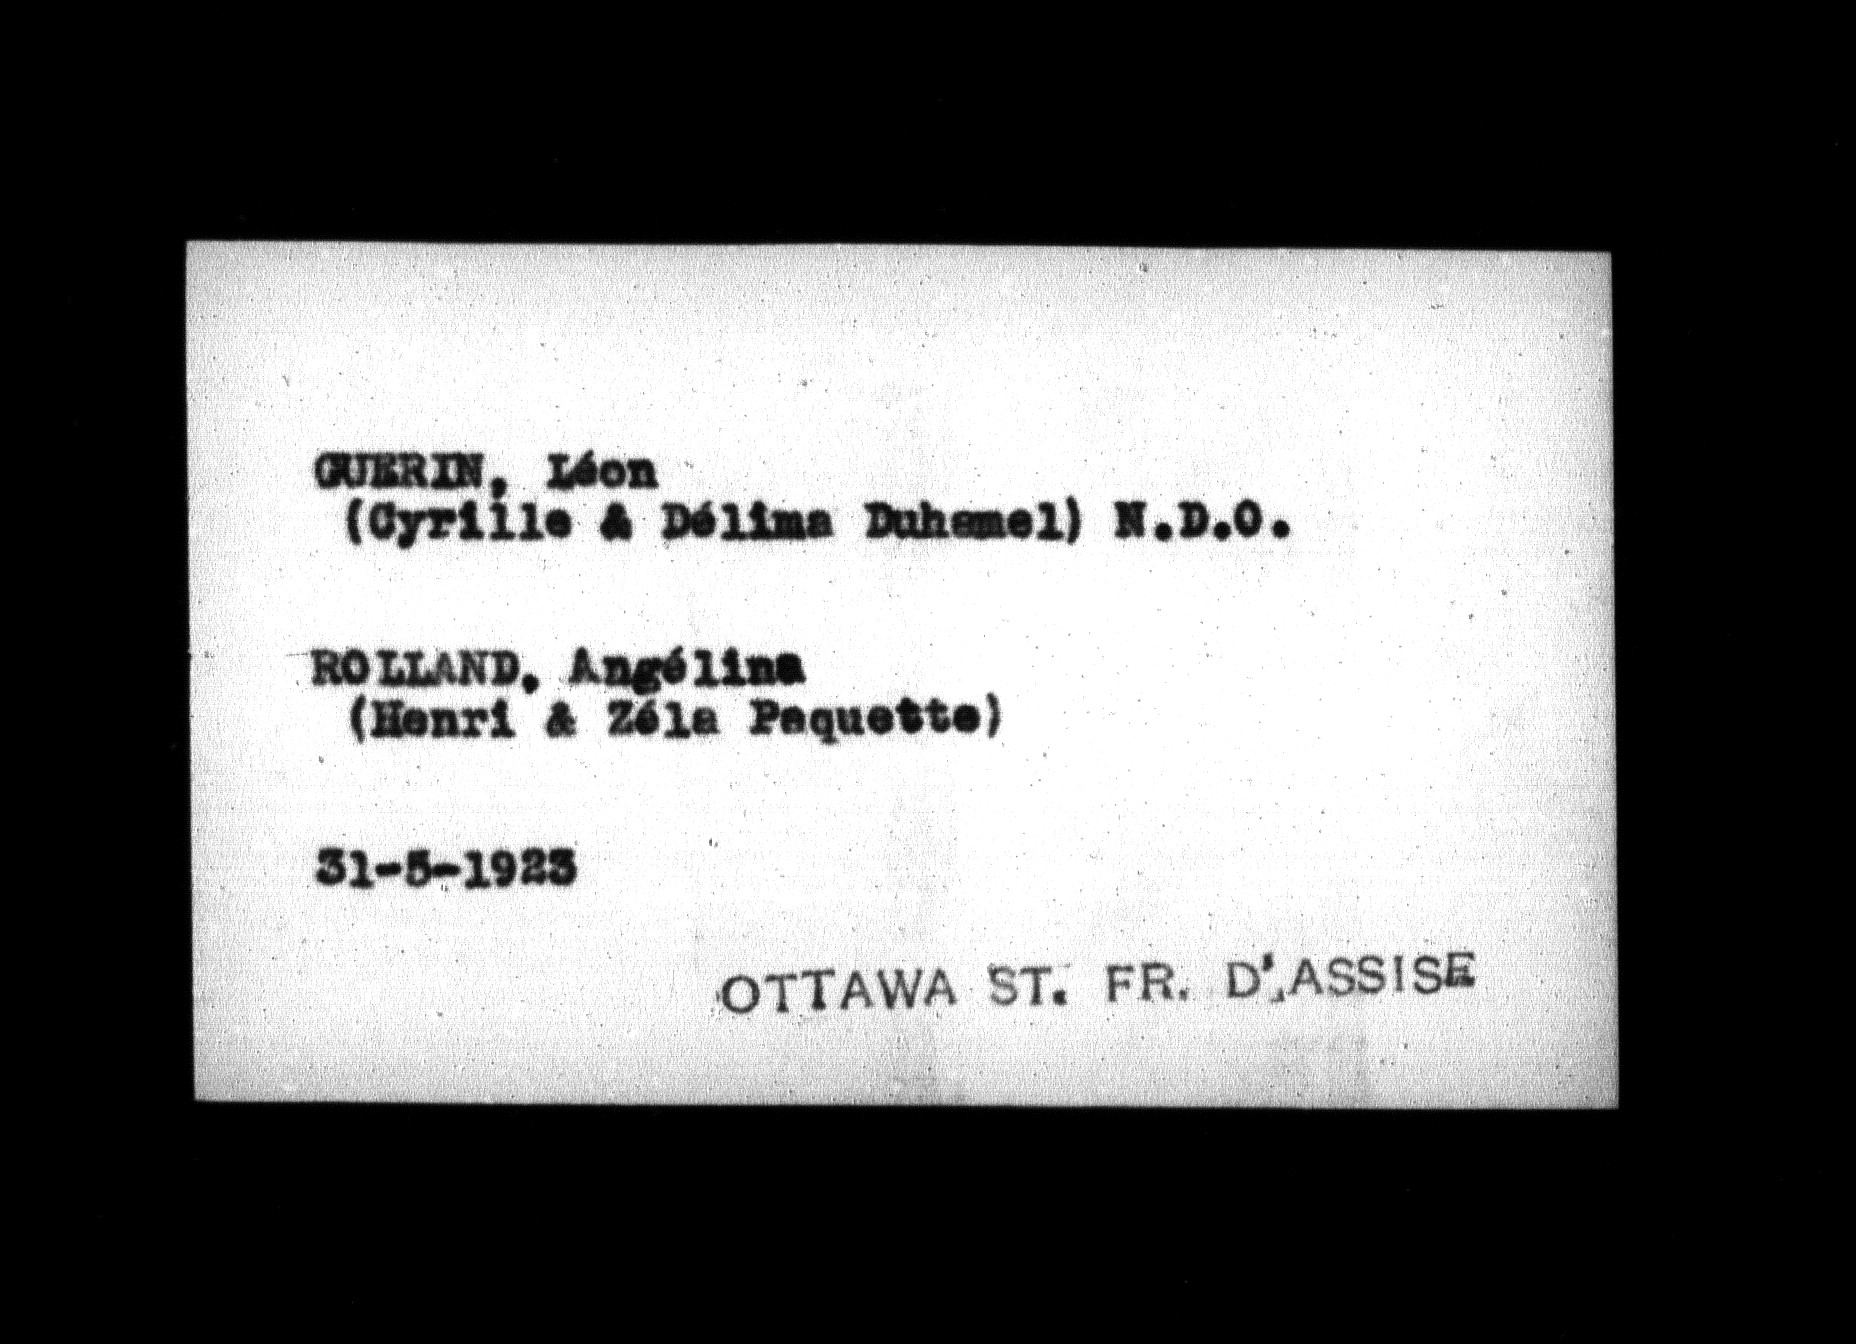 GUERIN, Léon
(Cyrille & Délima Duhamel) N.D.O.
ROLLAND, Angélina
(Henri & Zéla Paquette)
31-5-1923
OTTAWA ST. FR. D'ASSISE